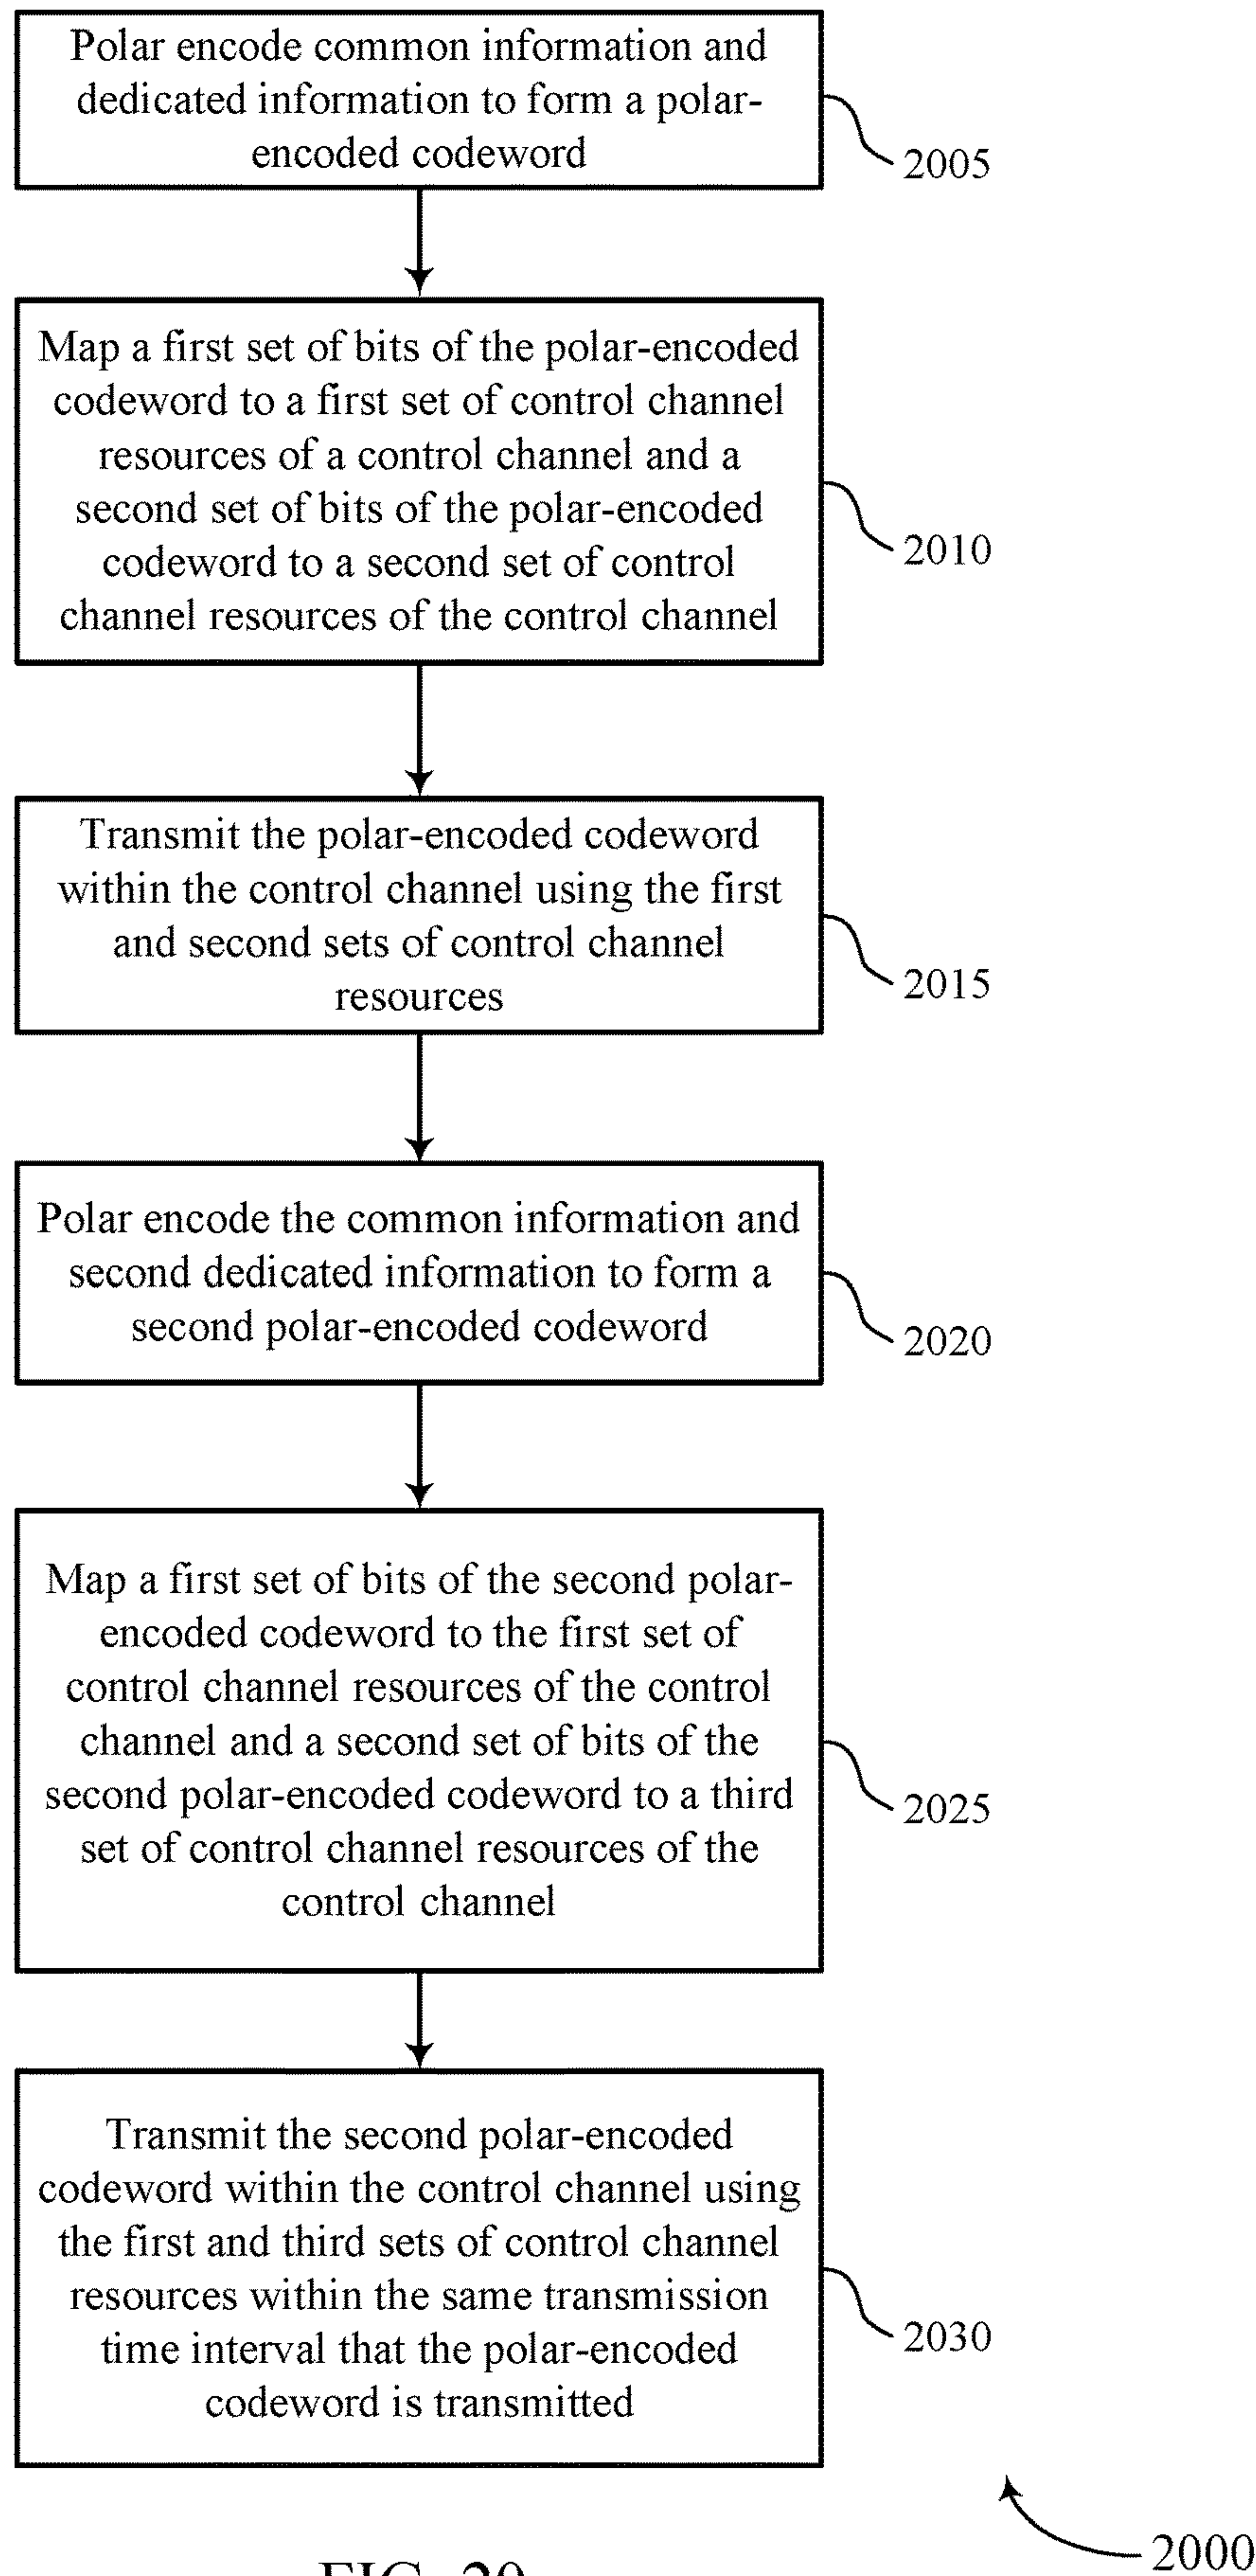 Polar encode common information and
dedicated information to form a polar-
encoded codeword
2005
Map a first set of bits of the polar-encoded
codeword to a first set of control channel
resources of a control channel and a
second set of bits of the polar-encoded
codeword to a second set of control
channel resources of the control channel
2010
Transmit the polar-encoded codeword
within the control channel using the first
and second sets of control channel
resources
2015
Polar encode the common information and
second dedicated information to form a
second polar-encoded codeword
2020
Map a first set of bits of the second polar-
encoded codeword to the first set of
control channel resources of the control
channel and a second set of bits of the
second polar-encoded codeword to a third
set of control channel resources of the
control channel
2025
Transmit the second polar-encoded
codeword within the control channel using
the first and third sets of control channel
resources within the same transmission
time interval that the polar-encoded
codeword is transmitted
2030
2000
FIG. 20